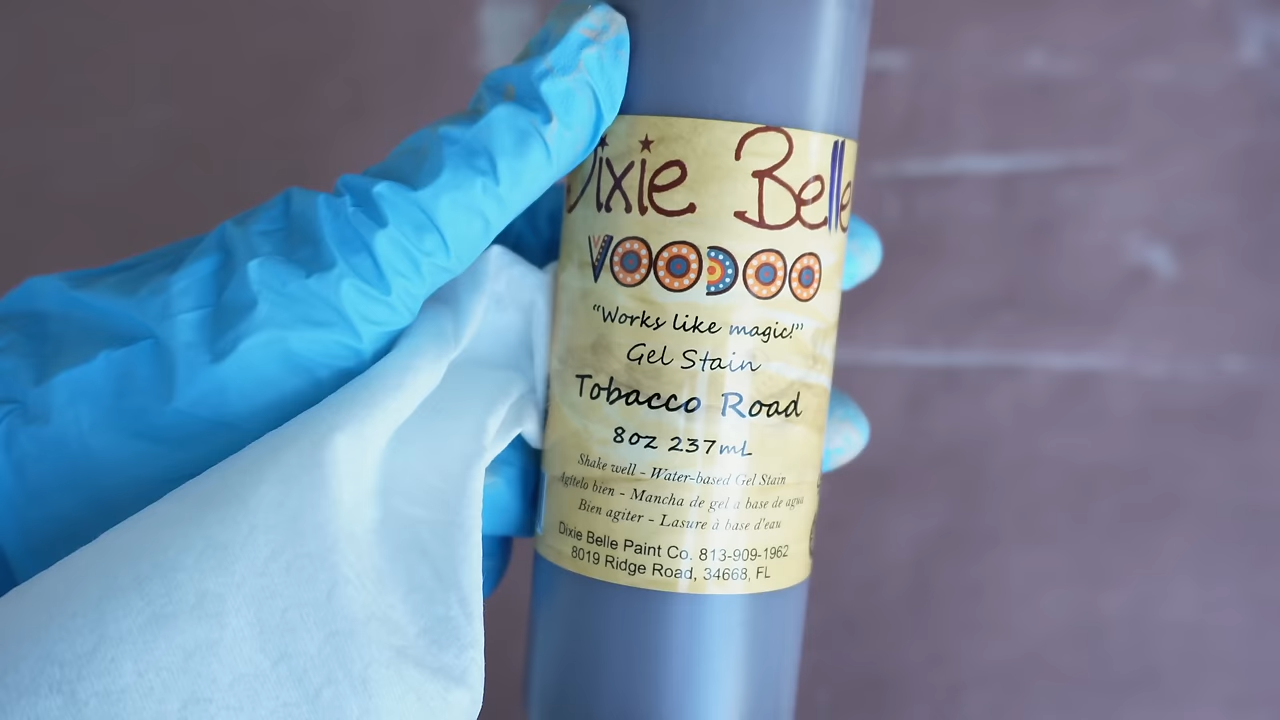 Dixie Belle
VOODOO
“Works like magic!”
Gel Stain
Tobacco Road
8oz 237mL
Shake well - Water-based Gel Stain
Agítelo bien - Mancha de gel a base de agua
Bien agiter - Lasure à base d'eau
Dixie Belle Paint Co. 813-909-1962
8019 Ridge Road, 34668, FL